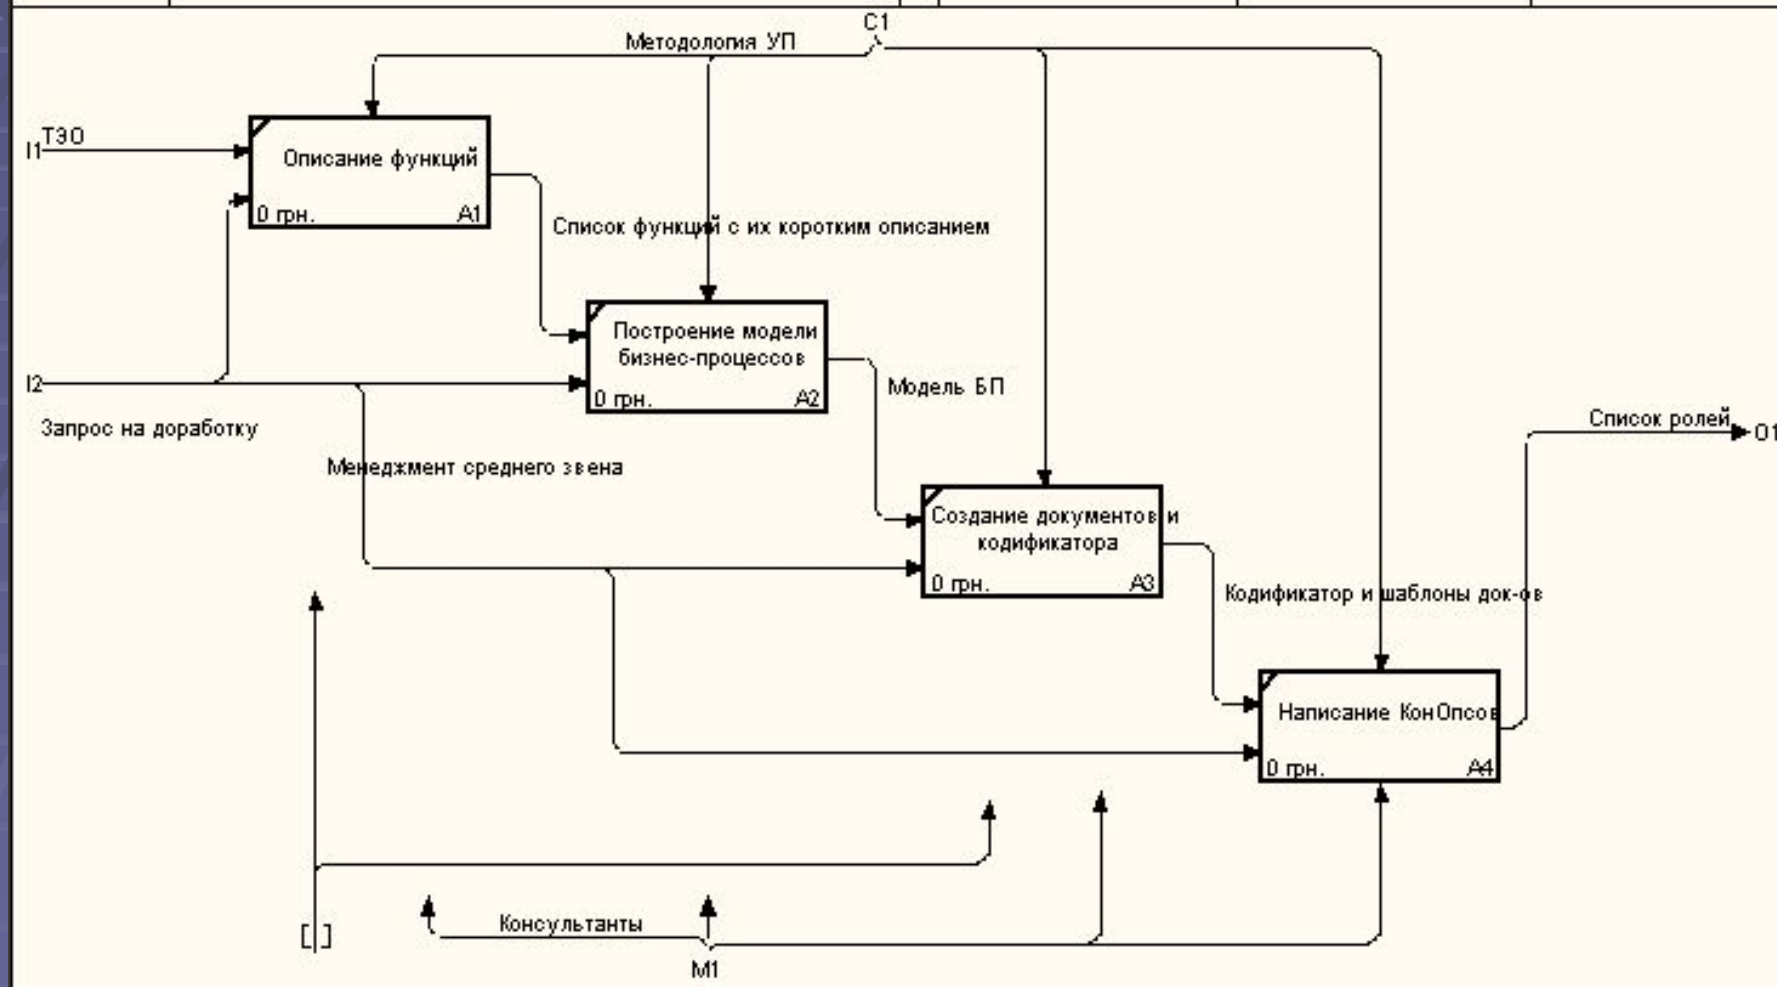 C1
Методология УП
I1
ТЭО
Описание функций
0 грн.
A1
Список функций с их коротким описанием
Построение модели
бизнес-процессов
0 грн.
A2
I2
Запрос на доработку
Модель БП
Список ролей
O1
Менеджмент среднего звена
Создание документов и
кодификатора
0 грн.
A3
Кодификатор и шаблоны док-ов
Написание КонОпсов
0 грн.
A4
Консультанты
M1